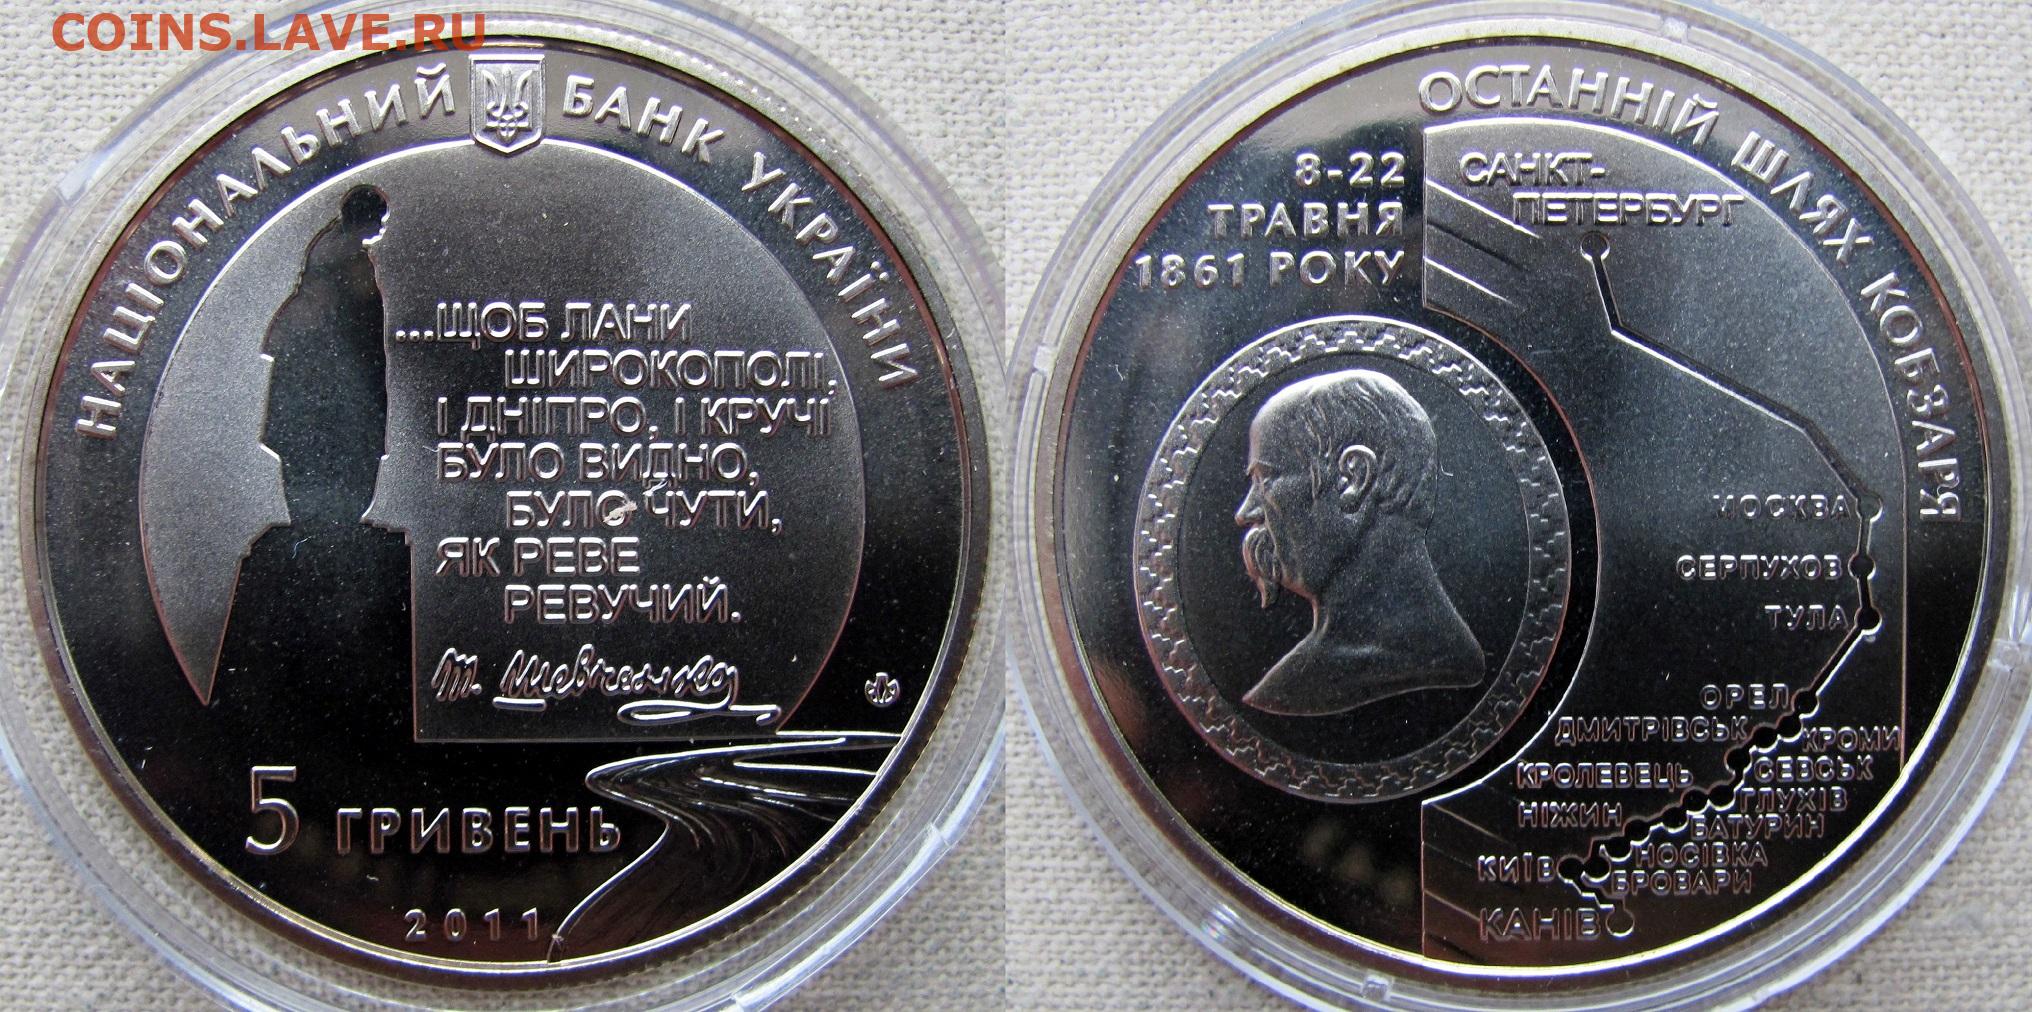 COINS.LAVE.RU
НАЦІОНАЛЬНИЙ БАНК УКРАЇНИ
...ЩОБ ЛАНИ
ШИРОКОПОЛІ,
І ДНІПРО, І КРУЧІ
БУЛО ВИДНО,
БУЛО ЧУТИ,
ЯК РЕВЕ
РЕВУЧИЙ.
Т. Шевченко
5 ГРИВЕНЬ
2011
ОСТАННІЙ ШЛЯХ КОБЗАРЯ
8-22
ТРАВНЯ
1861 РОКУ
САНКТ-
ПЕТЕРБУРГ
МОСКВА
СЕРПУХОВ
ТУЛА
ОРЕЛ
ДМИТРІВСЬК
КРОМИ
СЕВСЬК
КРОЛЕВЕЦЬ
ГЛУХІВ
НІЖИН
БАТУРИН
НОСІВКА
КИЇВ
БРОВАРИ
КАНІВ